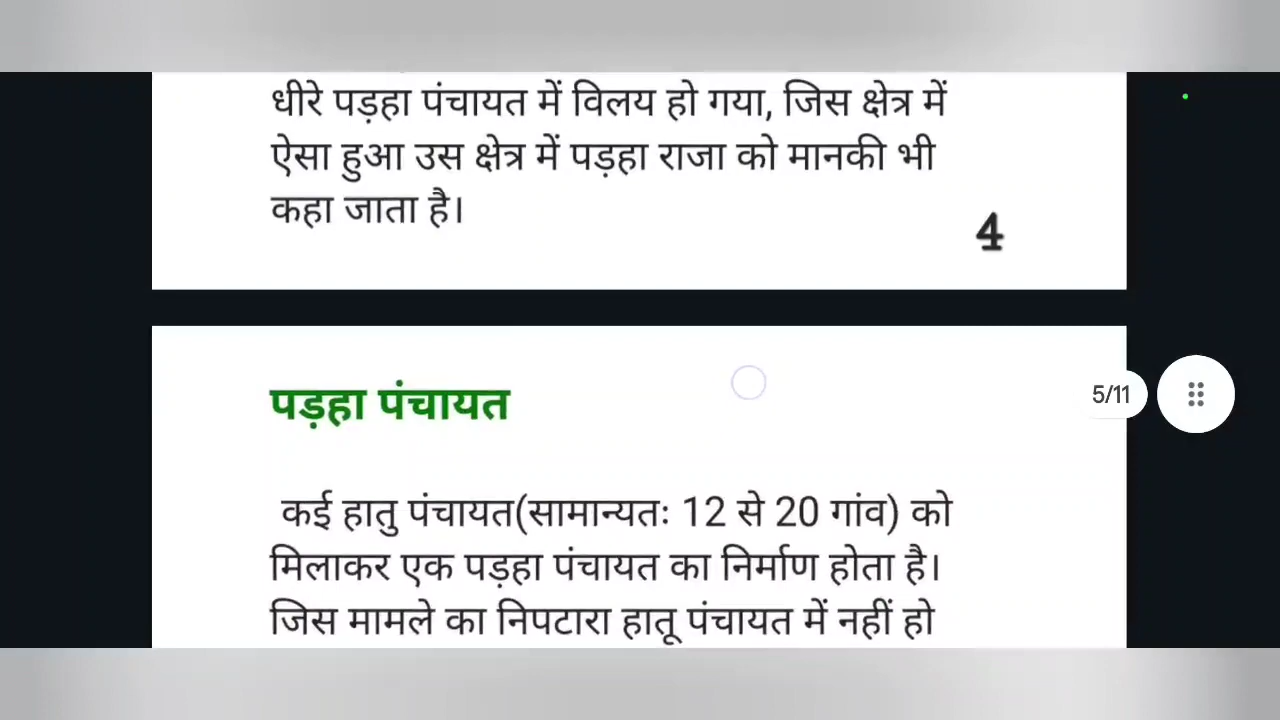 धीरे पड़हा पंचायत में विलय हो गया, जिस क्षेत्र में
ऐसा हुआ उस क्षेत्र में पड़हा राजा को मानकी भी
कहा जाता है।
4
पड़हा पंचायत
5/11
कई हातु पंचायत(सामान्यतः 12 से 20 गांव) को
मिलाकर एक पड़हा पंचायत का निर्माण होता है।
जिस मामले का निपटारा हातू पंचायत में नहीं हो